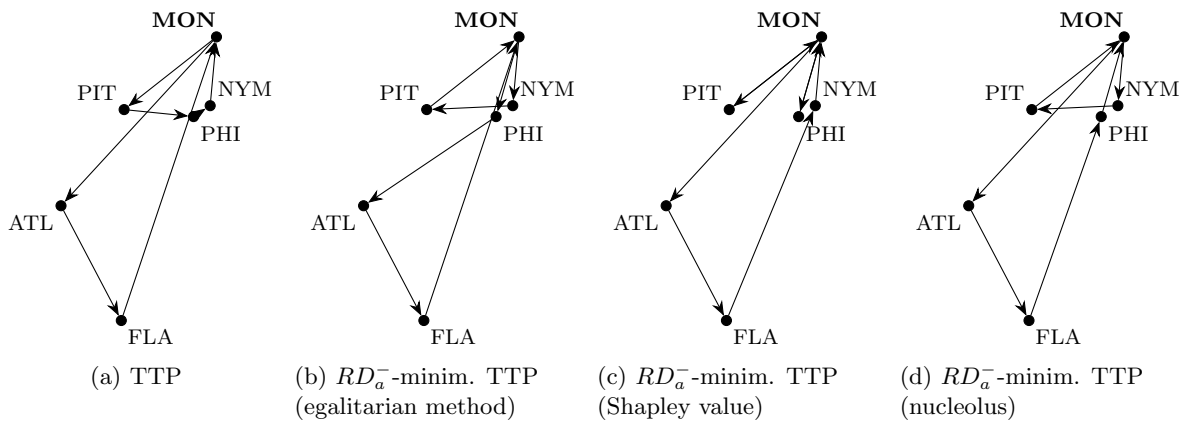 MON
PIT
NYM
PHI
ATL
FLA
(a) TTP
MON
PIT
NYM
PHI
ATL
FLA
(b) RD_a^−-minim. TTP
(egalitarian method)
MON
PIT
NYM
PHI
ATL
FLA
(c) RD_a^−-minim. TTP
(Shapley value)
MON
PIT
NYM
PHI
ATL
FLA
(d) RD_a^−-minim. TTP
(nucleolus)